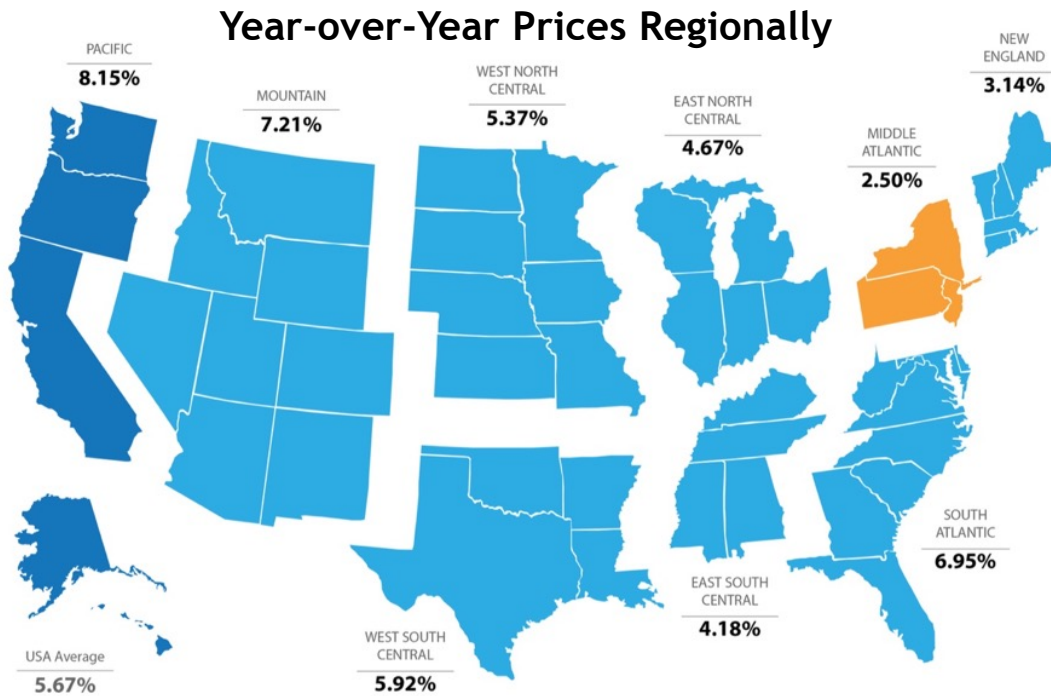 Year-over-Year Prices Regionally
PACIFIC
8.15%
MOUNTAIN
7.21%
WEST NORTH
CENTRAL
5.37%
EAST NORTH
CENTRAL
4.67%
MIDDLE
ATLANTIC
2.50%
NEW
ENGLAND
3.14%
SOUTH
ATLANTIC
6.95%
EAST SOUTH
CENTRAL
4.18%
WEST SOUTH
CENTRAL
5.92%
USA Average
5.67%